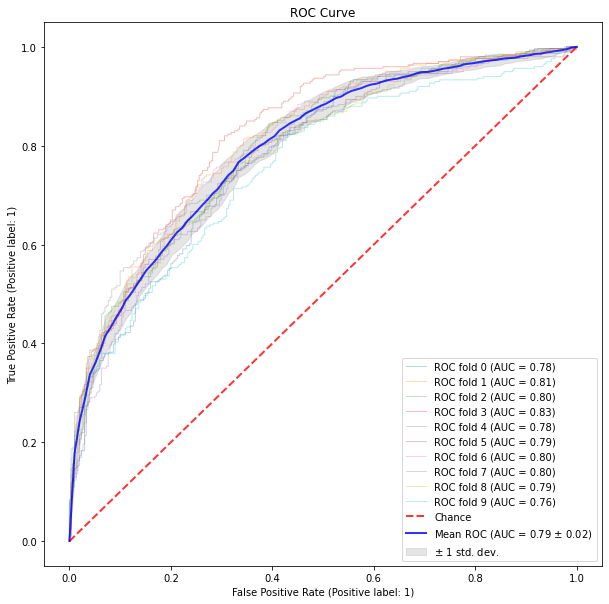 ROC Curve
True Positive Rate (Positive label: 1)
1.0
0.8
0.6
0.4
0.2
0.0
ROC fold 0 (AUC = 0.78)
ROC fold 1 (AUC = 0.81)
ROC fold 2 (AUC = 0.80)
ROC fold 3 (AUC = 0.83)
ROC fold 4 (AUC = 0.78)
ROC fold 5 (AUC = 0.79)
ROC fold 6 (AUC = 0.80)
ROC fold 7 (AUC = 0.80)
ROC fold 8 (AUC = 0.79)
ROC fold 9 (AUC = 0.76)
Chance
Mean ROC (AUC = 0.79 ± 0.02)
± 1 std. dev.
0.0 0.2 0.4 0.6 0.8 1.0
False Positive Rate (Positive label: 1)